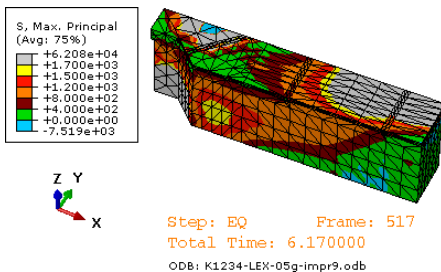 S, Max. Principal
(Avg: 75%)
+6.208e+04
+1.700e+03
+1.500e+03
+1.200e+03
+8.000e+02
+4.000e+02
+0.000e+00
-7.519e+03
Z Y
X
Step: EQ Frame: 517
Total Time: 6.170000
ODB: K1234-LEX-05g-impr9.odb